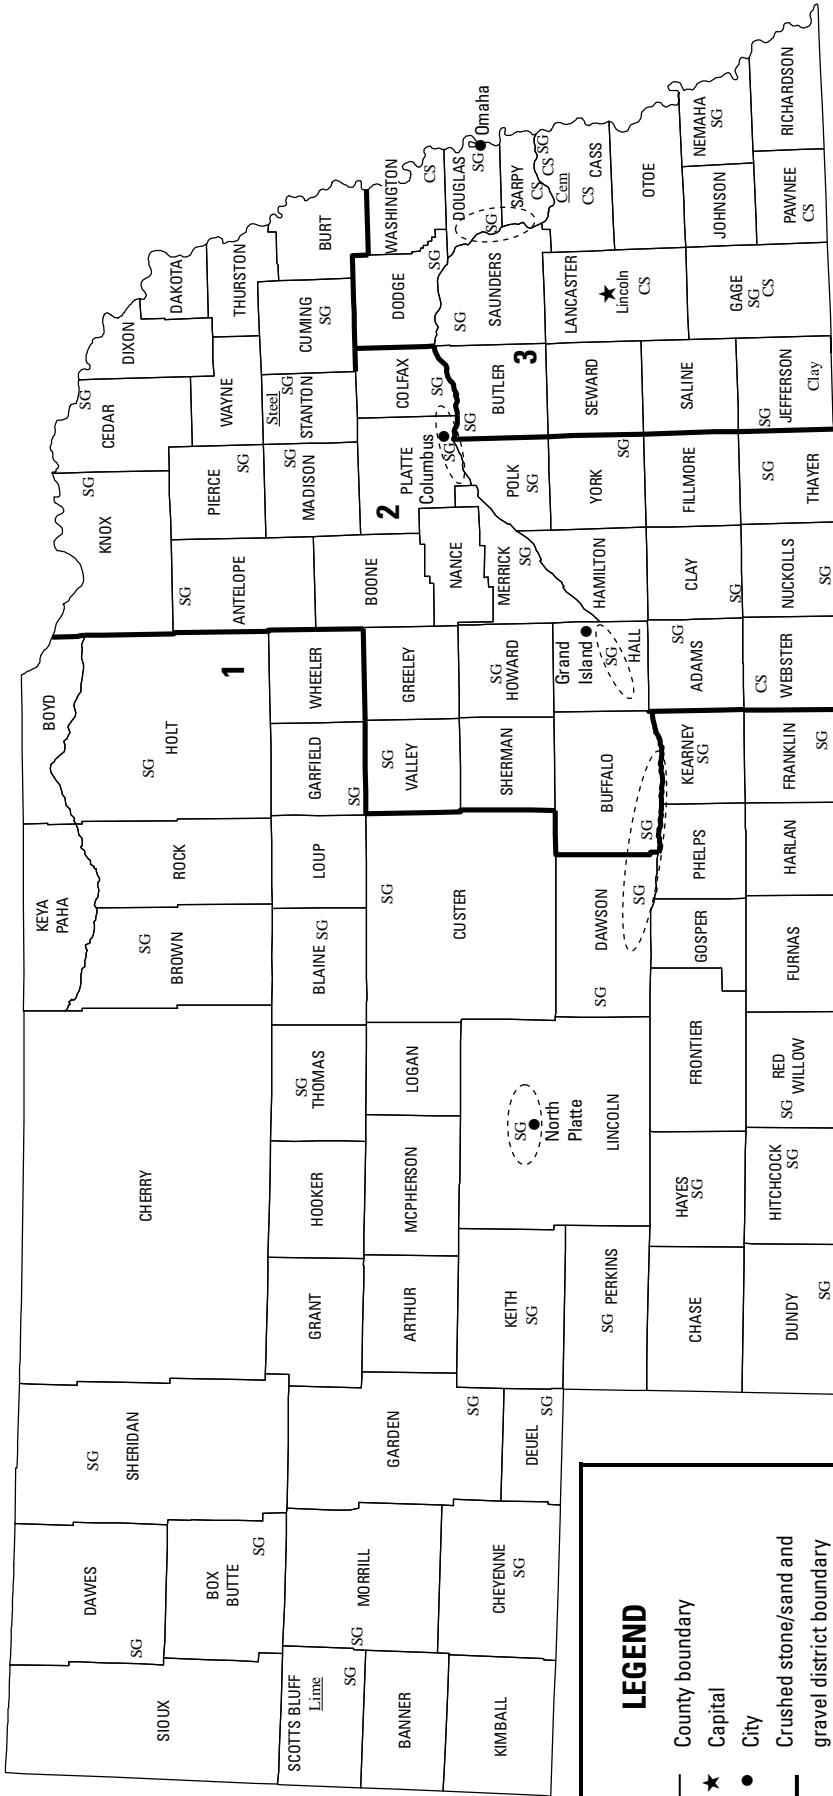 SIOUX
DAWES
SG
BOX
BUTTE
SG
SHERIDAN
SG
SCOTTS BLUFF
Lime
SG
BANNER
KIMBALL
MORRILL
SG
CHEYENNE
SG
GARDEN
SG
DEUEL
SG
CHERRY
GRANT
HOOKER
THOMAS
SG
ARTHUR
MCPHERSON
LOGAN
KEITH
SG
PERKINS
SG
LINCOLN
North
Platte
SG
CHASE
HAYES
SG
FRONTIER
DUNDY
SG
HITCHCOCK
SG
RED
WILLOW
SG
KEYA
PAHA
BROWN
SG
ROCK
BLAINE SG
LOUP
CUSTER
SG
DAWSON
SG
SG
GOSPER
PHELPS
FURNAS
HARLAN
BOYD
HOLT
SG
1
GARFIELD
SG
WHEELER
VALLEY
SG
GREELEY
SHERMAN
SG
HOWARD
BUFFALO
SG
Grand
Island
SG
HALL
KEARNEY
SG
FRANKLIN
SG
ADAMS
SG
WEBSTER
CS
KNOX
SG
ANTELOPE
SG
PIERCE
SG
BOONE
MADISON
SG
2
PLATTE
Columbus
SG
NANCE
MERRICK
SG
POLK
SG
HAMILTON
YORK
SG
CLAY
SG
FILLMORE
NUCKOLLS
SG
THAYER
SG
CEDAR
SG
DIXON
DAKOTA
WAYNE
THURSTON
Steel
SG
STANTON
CUMING
SG
BURT
COLFAX
SG
DODGE
SG
WASHINGTON
CS
BUTLER
SG
3
SAUNDERS
SG
SG
DOUGLAS
SG
Omaha
SARPY
CS
CS
SG
Cem
CS
CASS
SEWARD
LANCASTER
Lincoln
CS
OTOE
SALINE
GAGE
SG
CS
JOHNSON
NEMAHA
SG
JEFFERSON
SG
Clay
PAWNEE
CS
RICHARDSON
LEGEND
County boundary
Capital
City
Crushed stone/sand and
gravel district boundary